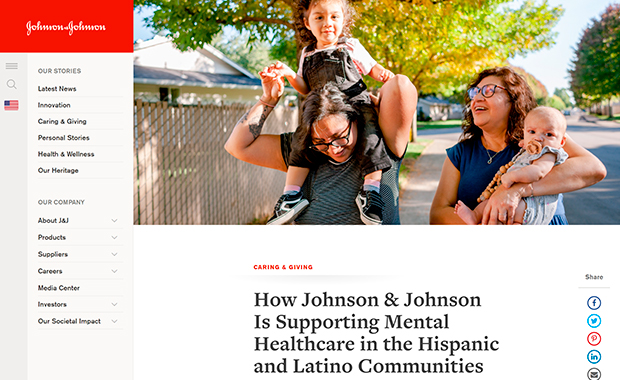 Johnson & Johnson
OUR STORIES
Latest News
Innovation
Caring & Giving
Personal Stories
Health & Wellness
Our Heritage
OUR COMPANY
About J&J
Products
Suppliers
Careers
Media Center
Investors
Our Societal Impact
CARING & GIVING
How Johnson & Johnson
Is Supporting Mental
Healthcare in the Hispanic
and Latino Communities
Share